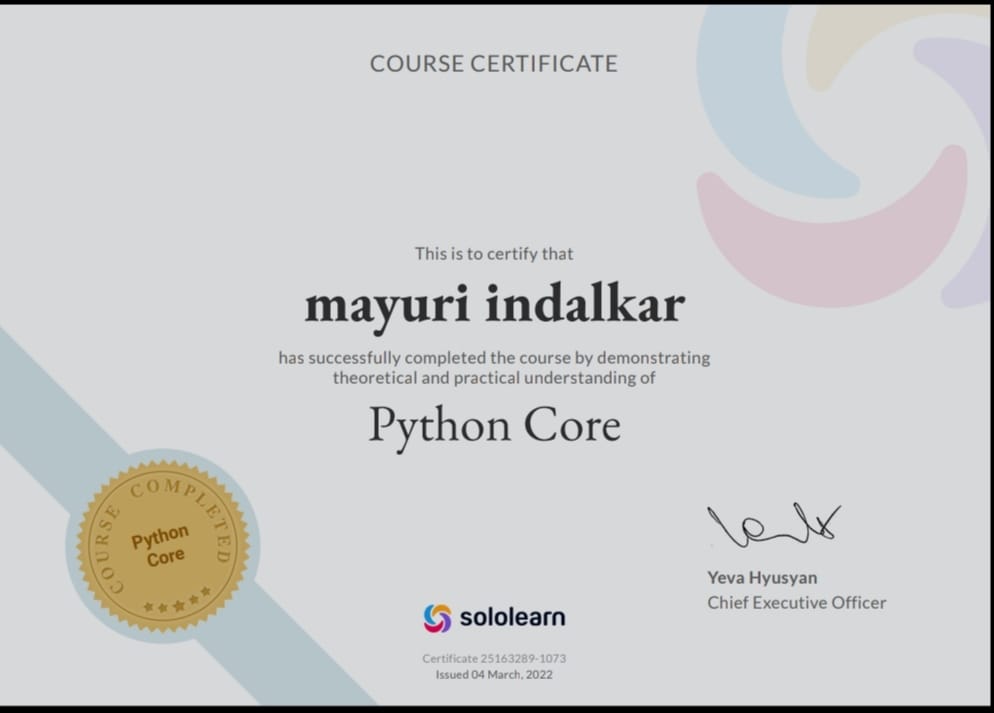 COURSE CERTIFICATE
This is to certify that
mayuri indalkar
has successfully completed the course by demonstrating
theoretical and practical understanding of
Python Core
COURSE COMPLETED
Python
Core
Yeva Hyusyan
Chief Executive Officer
sololearn
Certificate 25163289-1073
Issued 04 March, 2022